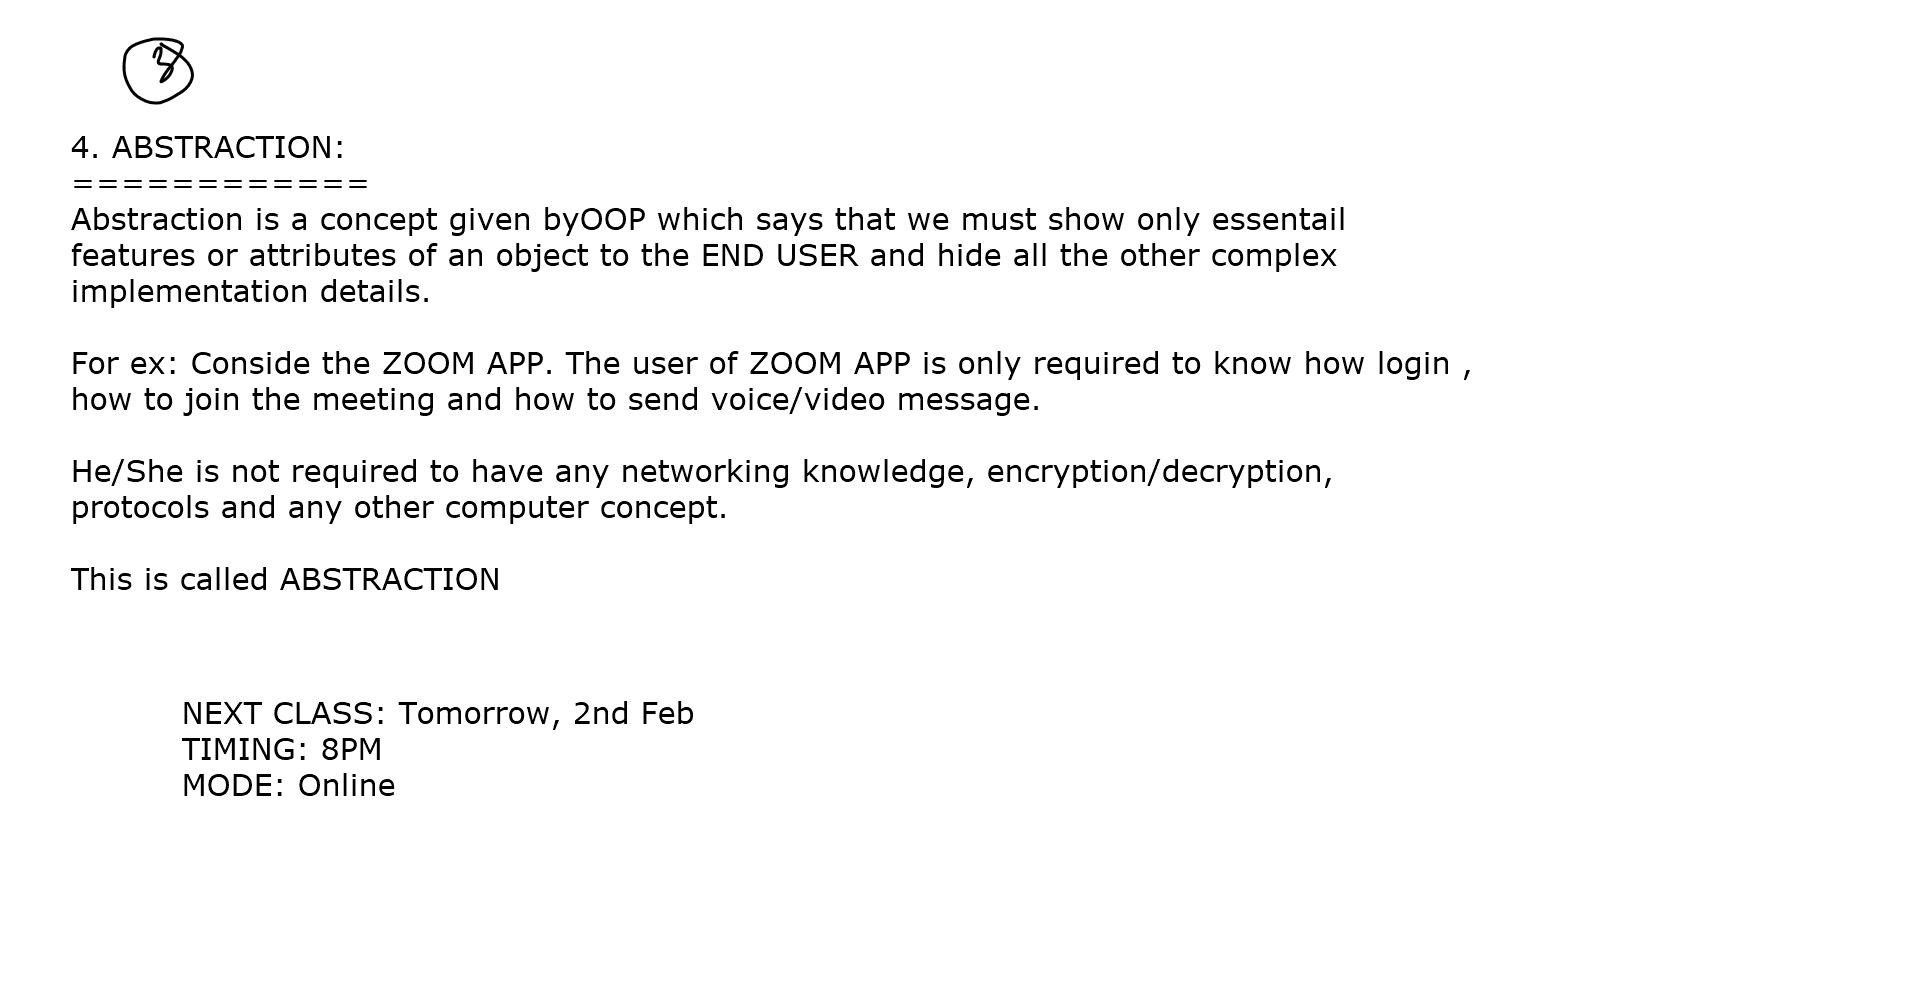 3
4. ABSTRACTION:
============
Abstraction is a concept given byOOP which says that we must show only essentail
features or attributes of an object to the END USER and hide all the other complex
implementation details.
For ex: Conside the ZOOM APP. The user of ZOOM APP is only required to know how login ,
how to join the meeting and how to send voice/video message.
He/She is not required to have any networking knowledge, encryption/decryption,
protocols and any other computer concept.
This is called ABSTRACTION
NEXT CLASS: Tomorrow, 2nd Feb
TIMING: 8PM
MODE: Online